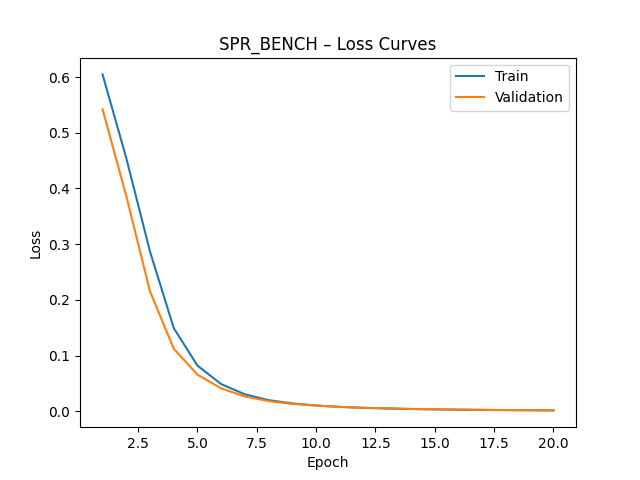 SPR_BENCH – Loss Curves
Train
Validation
0.6
0.5
0.4
0.3
0.2
0.1
0.0
Loss
2.5 5.0 7.5 10.0 12.5 15.0 17.5 20.0
Epoch